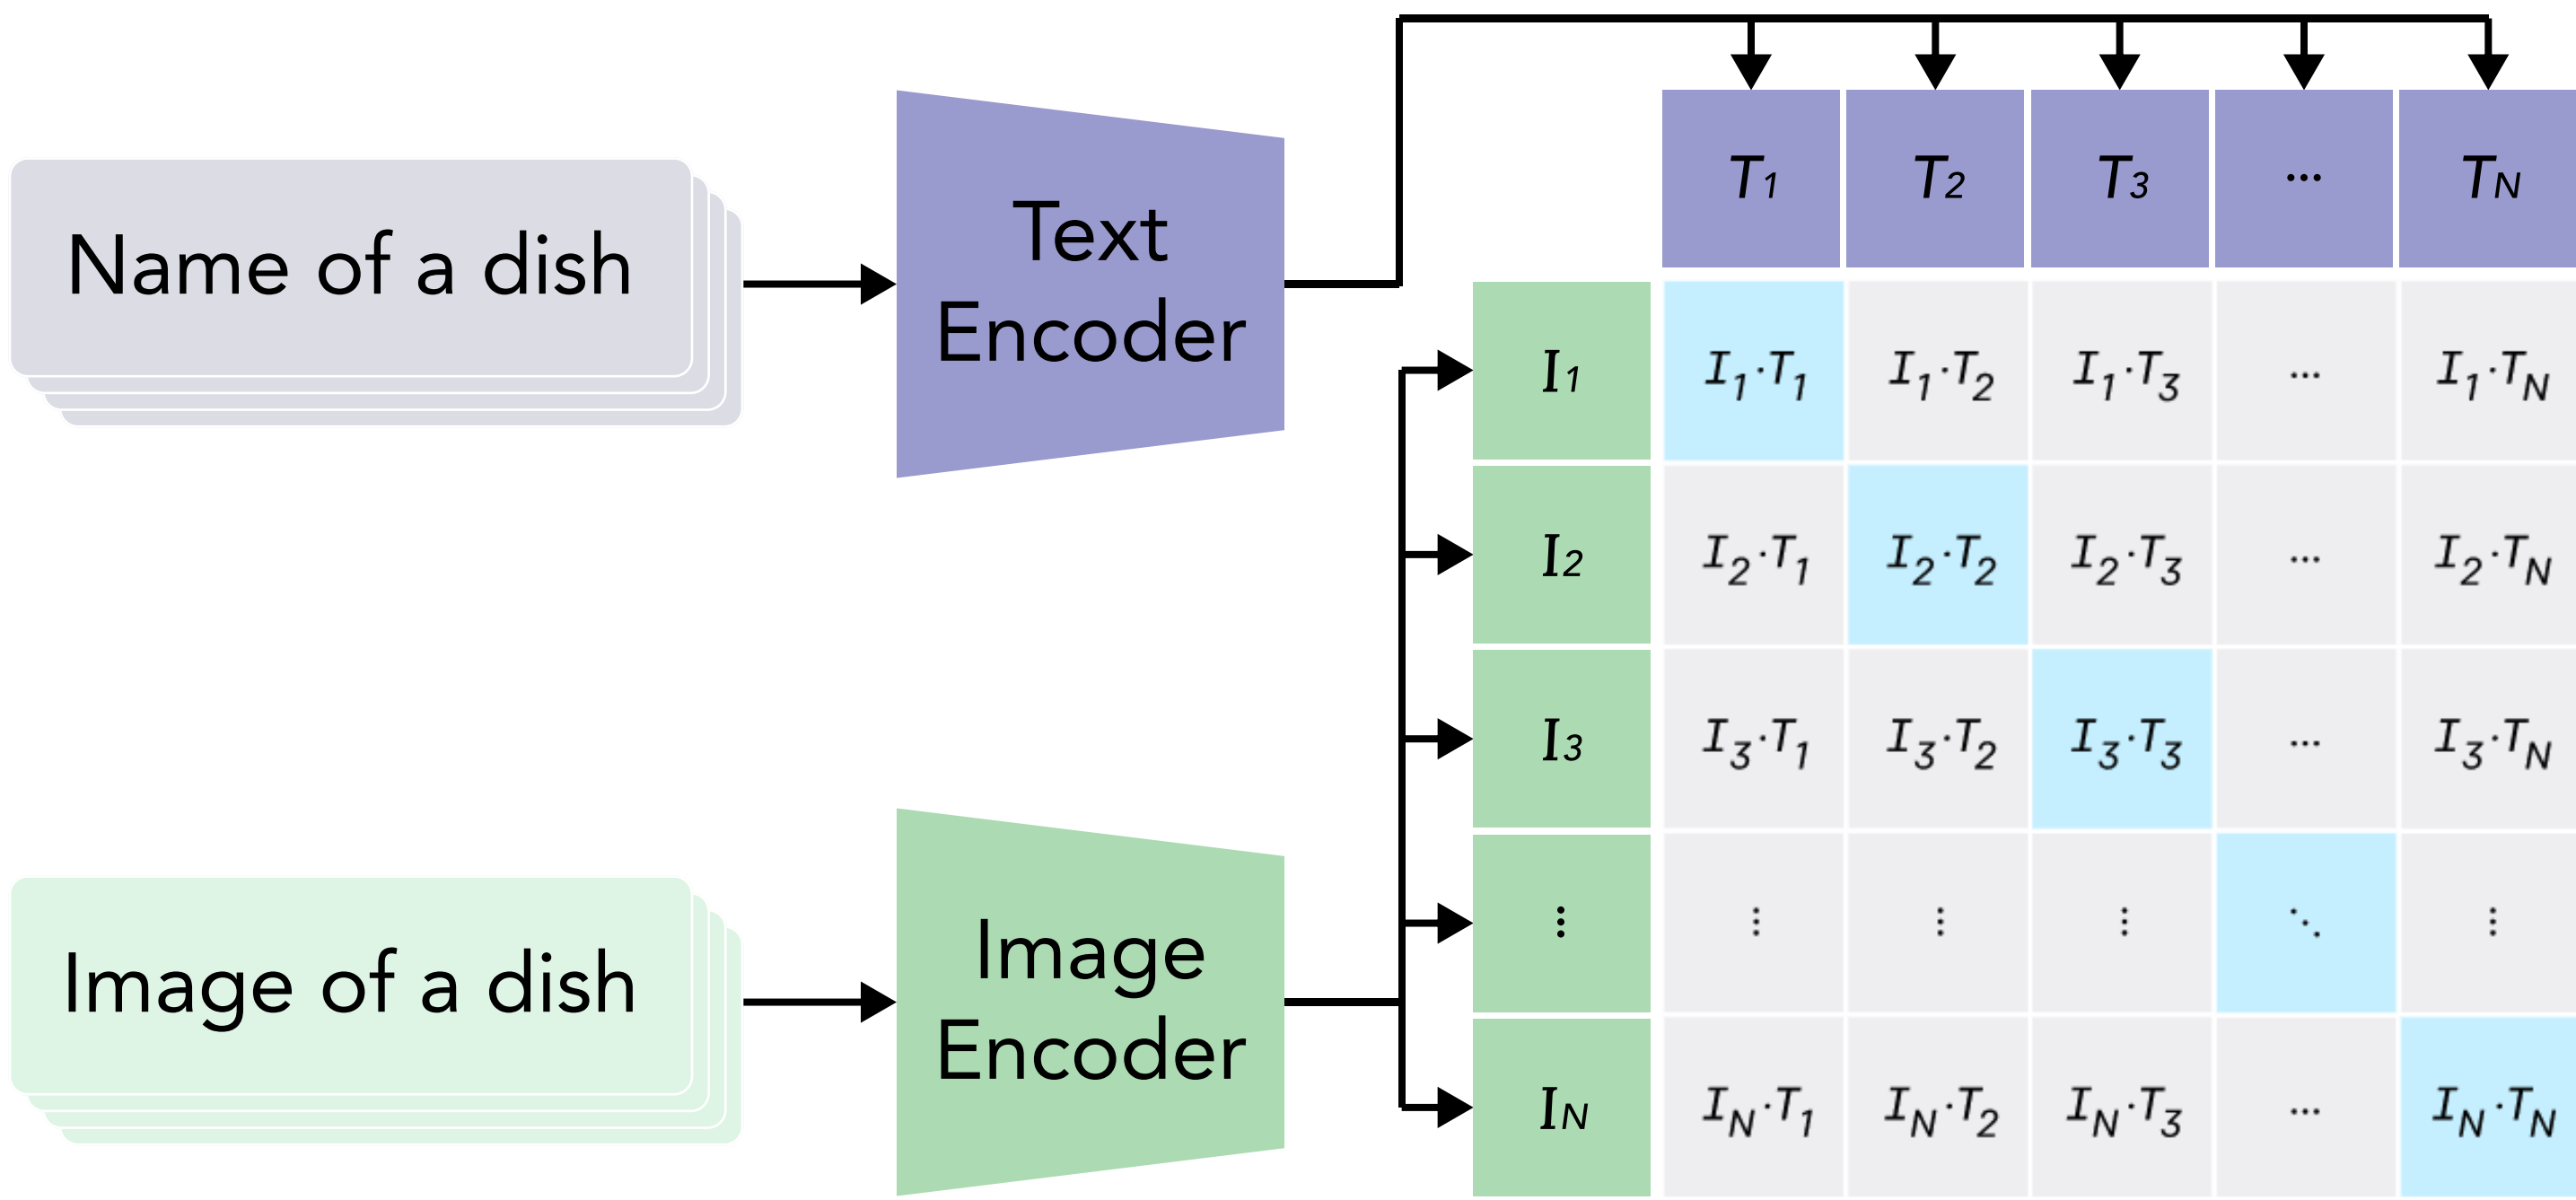 Name of a dish
Text
Encoder
T1 T2 T3 ... TN
I1 I1·T1 I1·T2 I1·T3 ... I1·TN
I2 I2·T1 I2·T2 I2·T3 ... I2·TN
I3 I3·T1 I3·T2 I3·T3 ... I3·TN
⋮ ⋮ ⋮ ⋮ ⋱ ⋮
IN IN·T1 IN·T2 IN·T3 ... IN·TN
Image of a dish
Image
Encoder